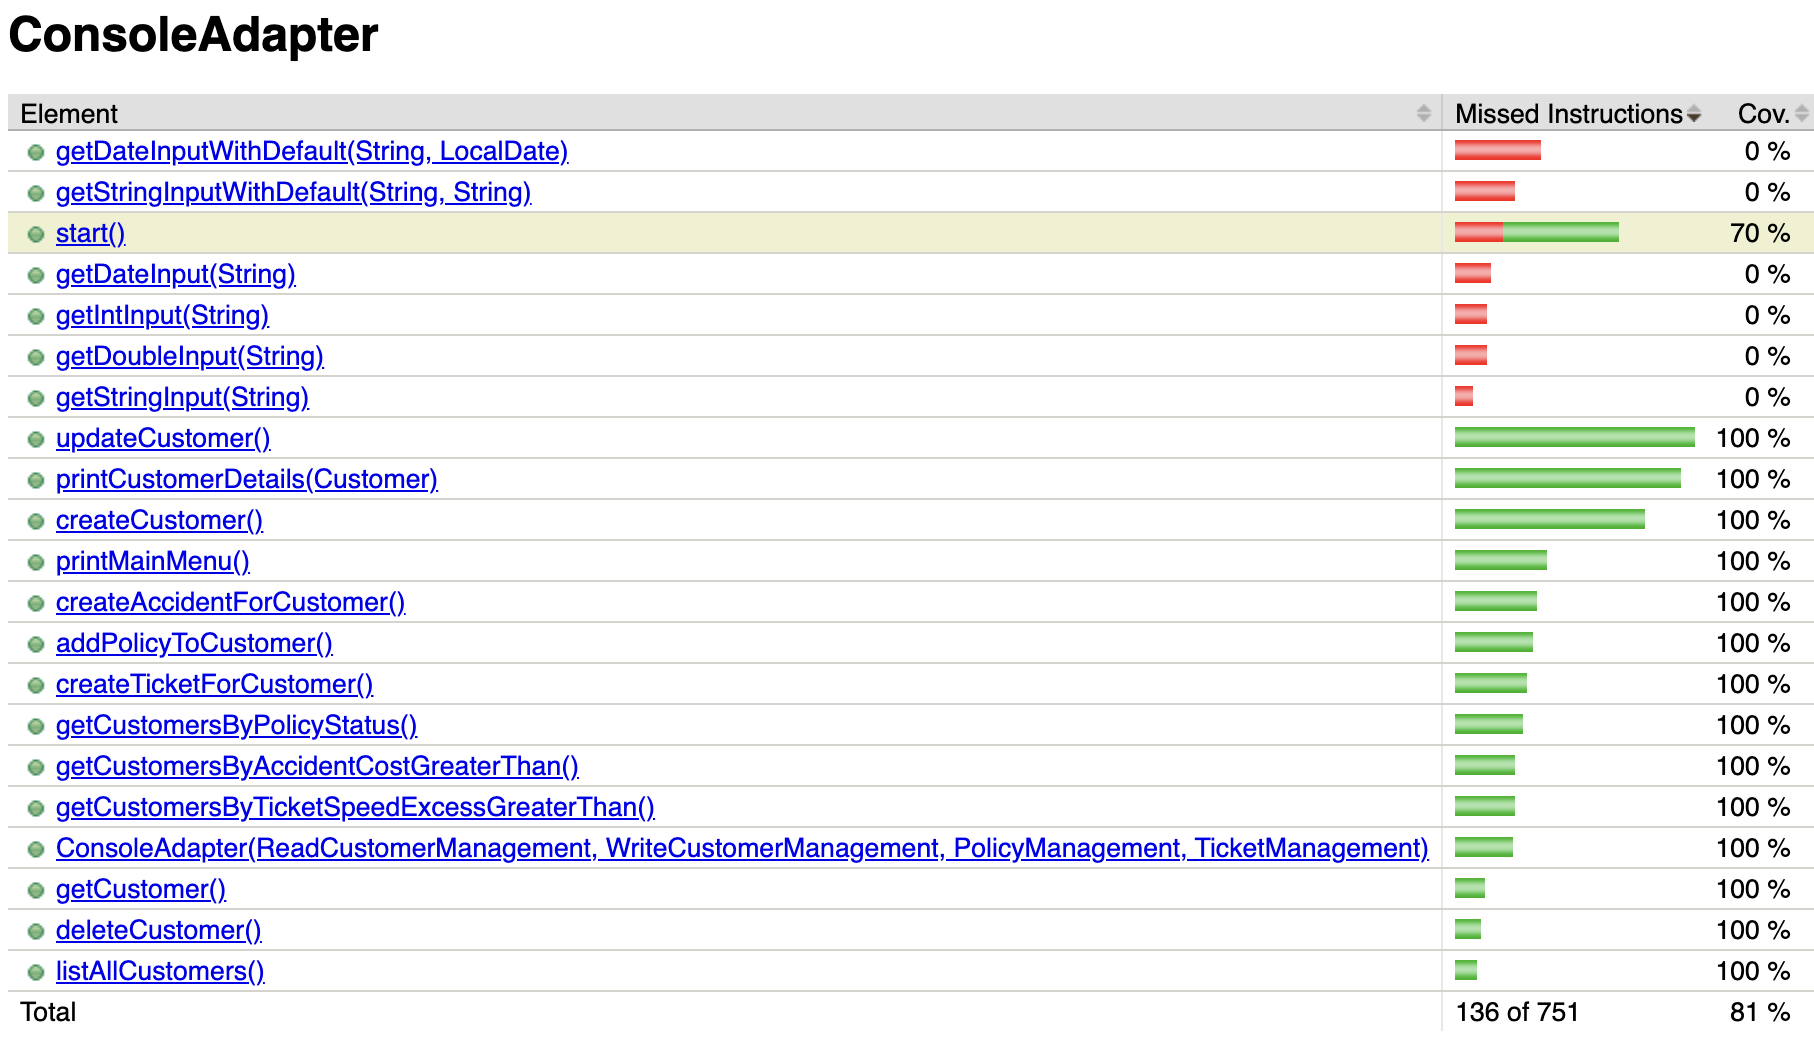 ConsoleAdapter
Element Missed Instructions Cov.
getDateInputWithDefault(String, LocalDate) 0 %
getStringInputWithDefault(String, String) 0 %
start() 70 %
getDateInput(String) 0 %
getIntInput(String) 0 %
getDoubleInput(String) 0 %
getStringInput(String) 0 %
updateCustomer() 100 %
printCustomerDetails(Customer) 100 %
createCustomer() 100 %
printMainMenu() 100 %
createAccidentForCustomer() 100 %
addPolicyToCustomer() 100 %
createTicketForCustomer() 100 %
getCustomersByPolicyStatus() 100 %
getCustomersByAccidentCostGreaterThan() 100 %
getCustomersByTicketSpeedExcessGreaterThan() 100 %
ConsoleAdapter(ReadCustomerManagement, WriteCustomerManagement, PolicyManagement, TicketManagement) 100 %
getCustomer() 100 %
deleteCustomer() 100 %
listAllCustomers() 100 %
Total 136 of 751 81 %